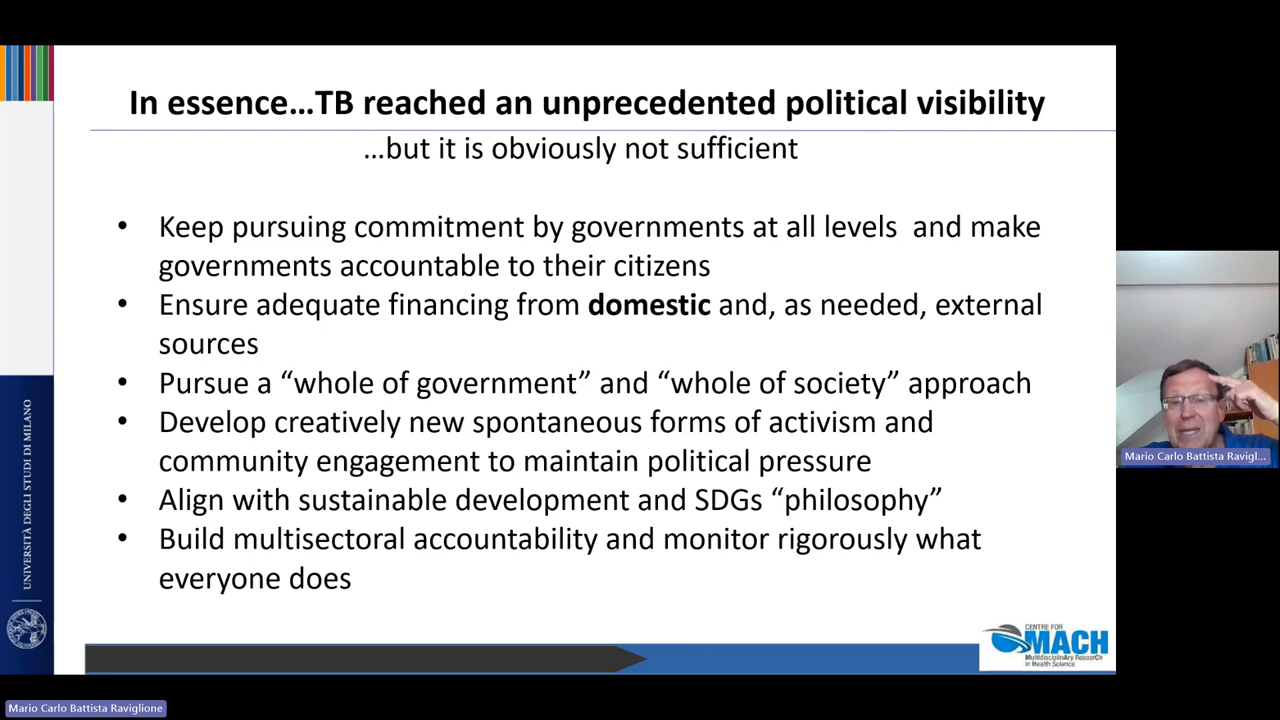 In essence…TB reached an unprecedented political visibility
…but it is obviously not sufficient
• Keep pursuing commitment by governments at all levels  and make
governments accountable to their citizens
• Ensure adequate financing from domestic and, as needed, external
sources
• Pursue a “whole of government” and “whole of society” approach
• Develop creatively new spontaneous forms of activism and
community engagement to maintain political pressure
• Align with sustainable development and SDGs “philosophy”
• Build multisectoral accountability and monitor rigorously what
everyone does
UNIVERSITÀ DEGLI STUDI DI MILANO
CENTRE FOR
MACH
MultidisciplinAry ResearCh
in Health Science
Mario Carlo Battista Ravigl...
Mario Carlo Battista Raviglione